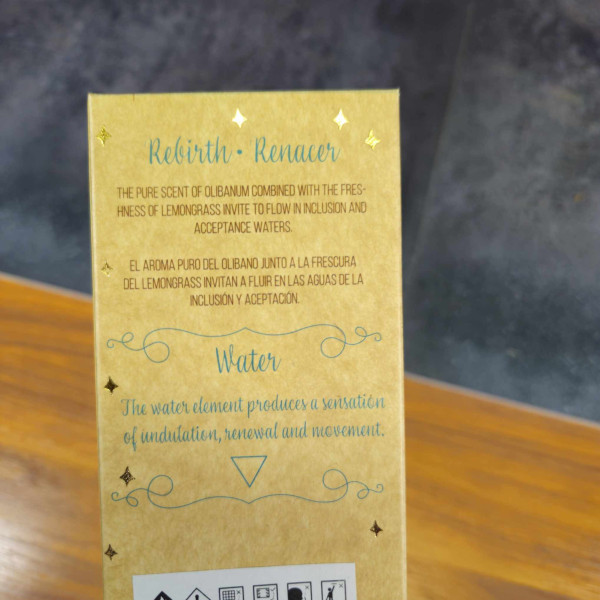 Rebirth • Renacer
THE PURE SCENT OF OLIBANUM COMBINED WITH THE FRES-
HNESS OF LEMONGRASS INVITE TO FLOW IN INCLUSION AND
ACCEPTANCE WATERS.
EL AROMA PURO DEL OLIBANO JUNTO A LA FRESCURA
DEL LEMONGRASS INVITAN A FLUIR EN LAS AGUAS DE LA
INCLUSIÓN Y ACEPTACIÓN.
Water
The water element produces a sensation
of undulation, renewal and movement.